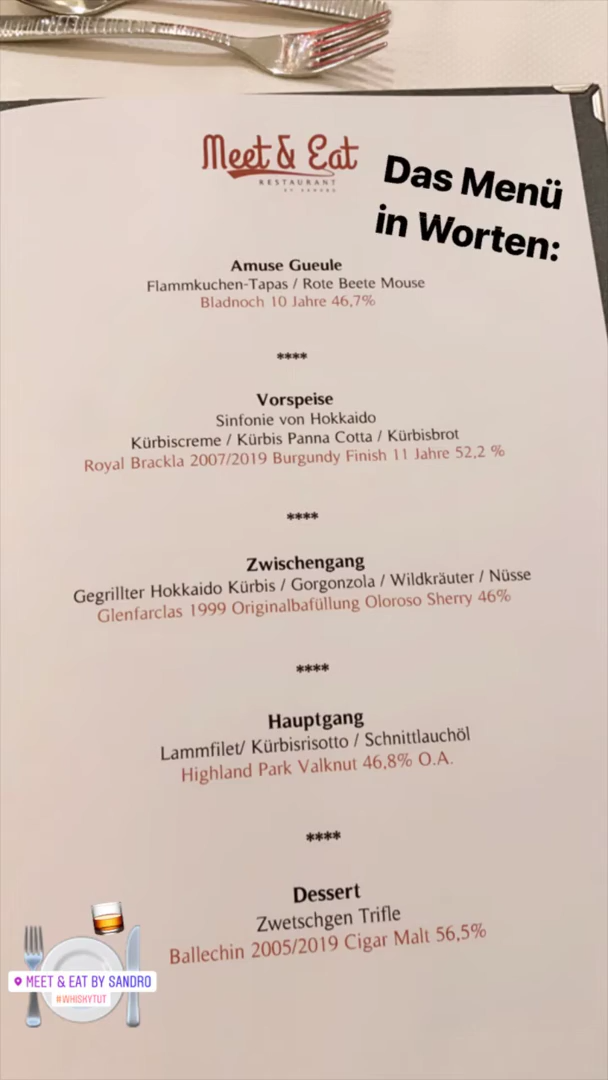 Meet & Eat
RESTAURANT
BY SANDRO
Das Menü
in Worten:
Amuse Gueule
Flammkuchen-Tapas / Rote Beete Mouse
Bladnoch 10 Jahre 46,7%
****
Vorspeise
Sinfonie von Hokkaido
Kürbiscreme / Kürbis Panna Cotta / Kürbisbrot
Royal Brackla 2007/2019 Burgundy Finish 11 Jahre 52,2 %
****
Zwischengang
Gegrillter Hokkaido Kürbis / Gorgonzola / Wildkräuter / Nüsse
Glenfarclas 1999 Originalbafüllung Oloroso Sherry 46%
****
Hauptgang
Lammfilet/ Kürbisrisotto / Schnittlauchöl
Highland Park Valknut 46,8% O.A.
****
Dessert
Zwetschgen Trifle
Ballechin 2005/2019 Cigar Malt 56,5%
MEET & EAT BY SANDRO
#WHISKYTUT